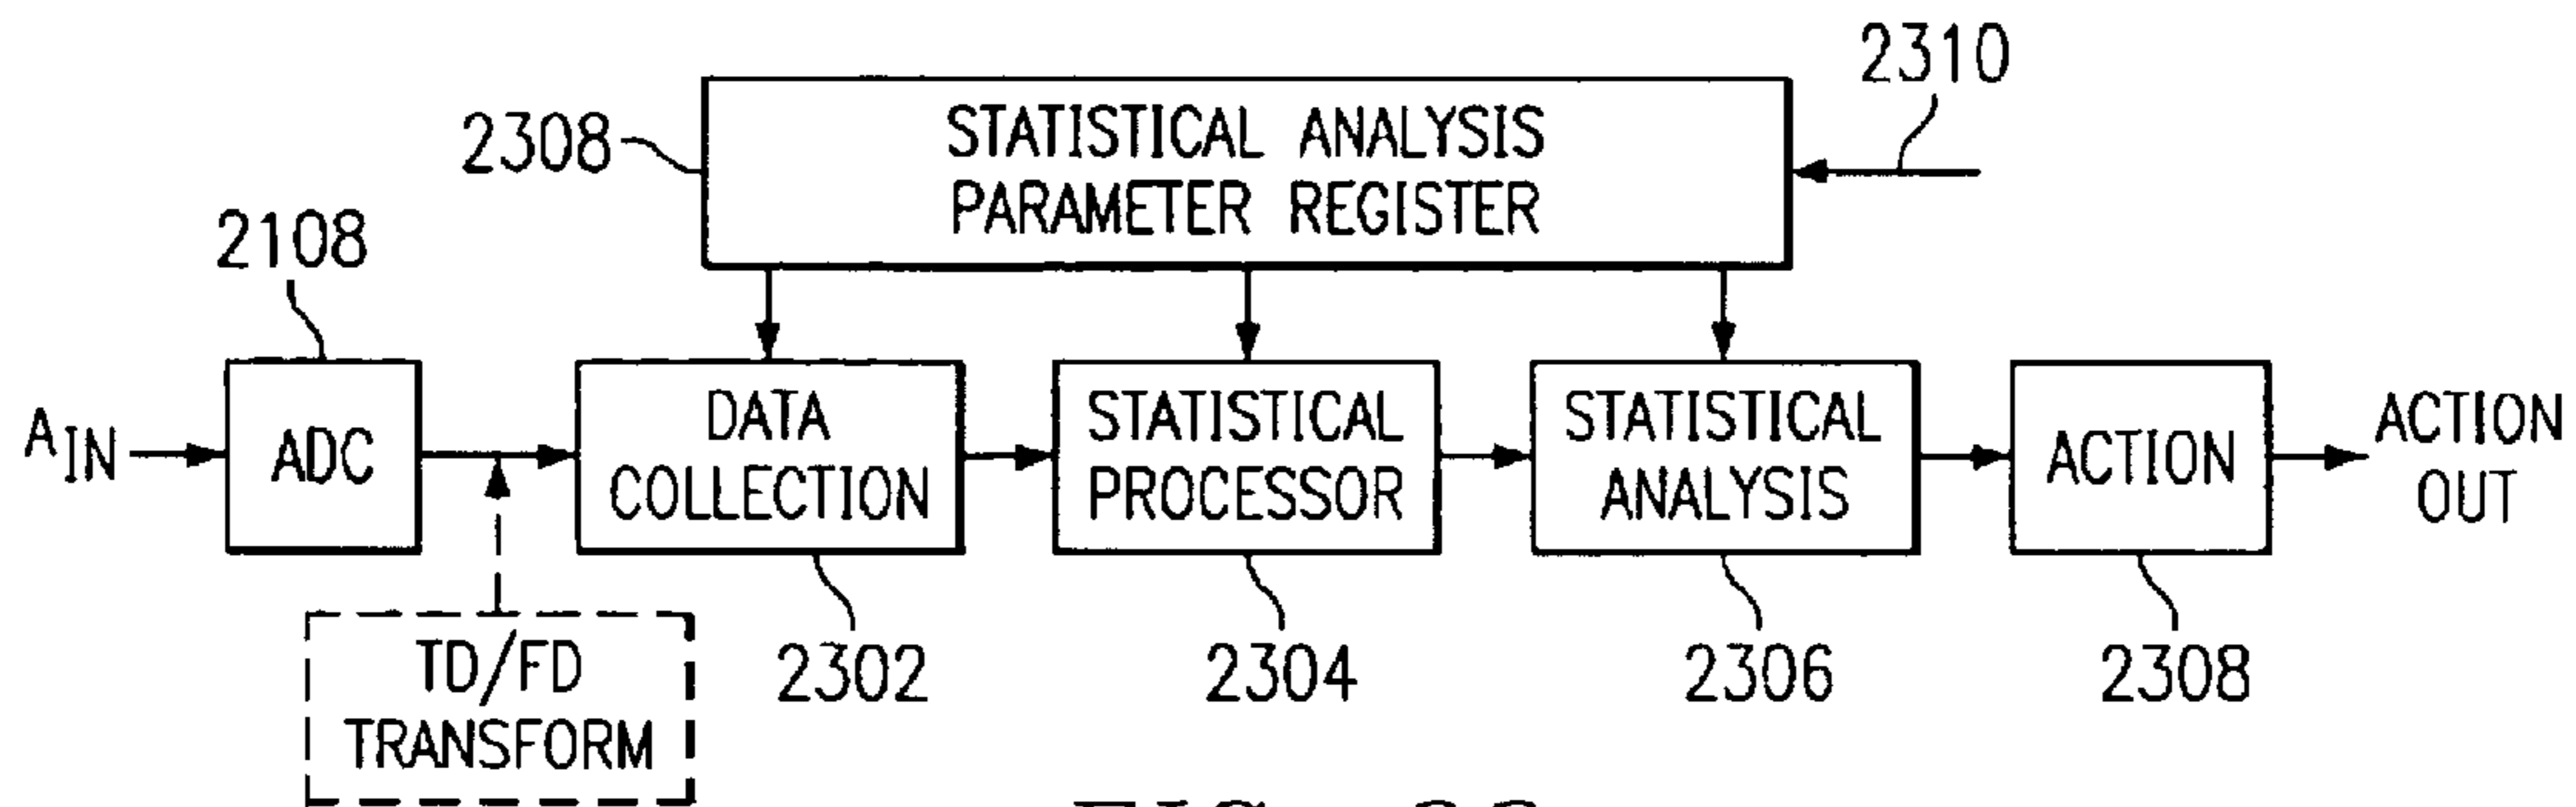 2310
2308
STATISTICAL ANALYSIS
PARAMETER REGISTER
2108
A IN
ADC
DATA
COLLECTION
STATISTICAL
PROCESSOR
STATISTICAL
ANALYSIS
ACTION
ACTION
OUT
TD/FD
TRANSFORM
2302
2304
2306
2308